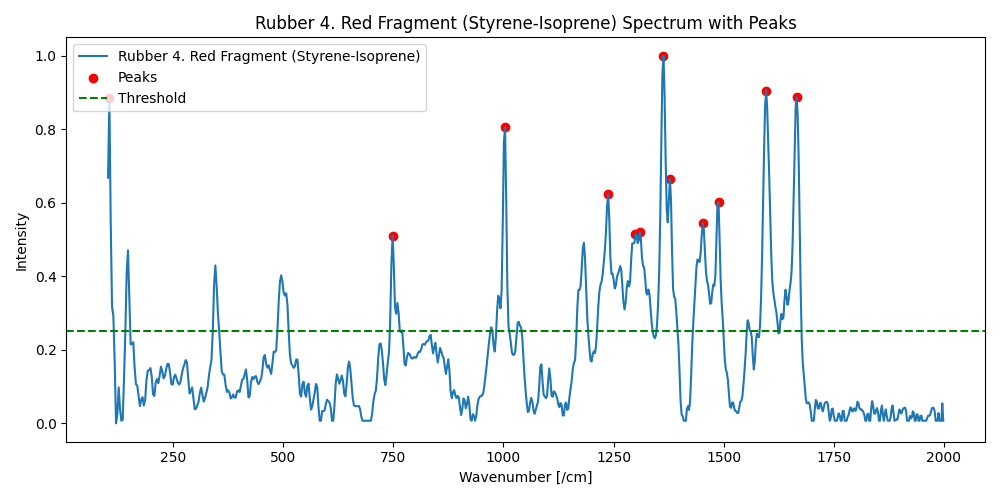 Rubber 4. Red Fragment (Styrene-Isoprene) Spectrum with Peaks
Rubber 4. Red Fragment (Styrene-Isoprene)
Peaks
Threshold
Intensity
1.0
0.8
0.6
0.4
0.2
0.0
250 500 750 1000 1250 1500 1750 2000
Wavenumber [/cm]